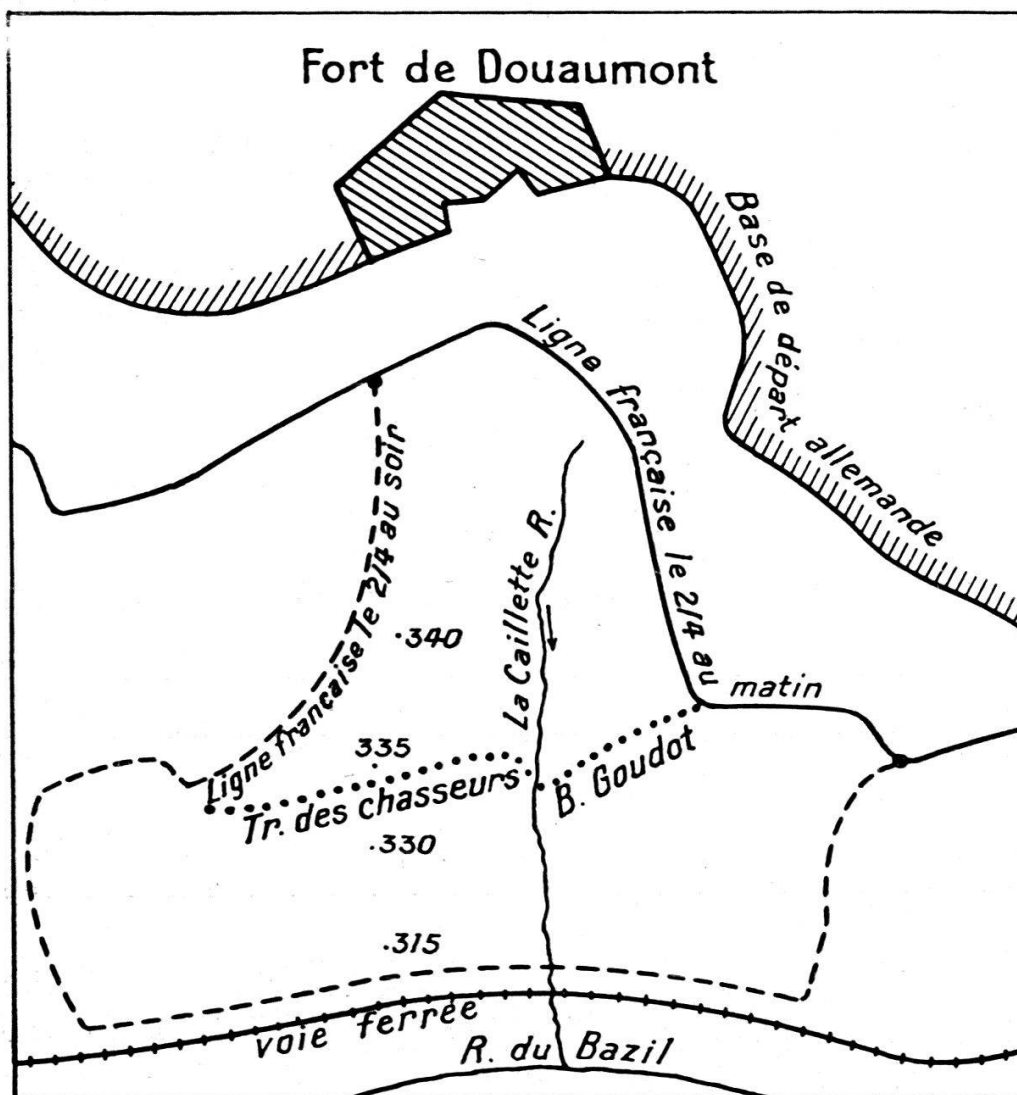 Fort de Douaumont
Base de départ allemande
Ligne française le 2/4 au matin
Ligne française le 2/4 au soir
La Caillette R.
.340
335
Tr. des chasseurs
B. Goudot
.330
.315
voie ferrée
R. du Bazil